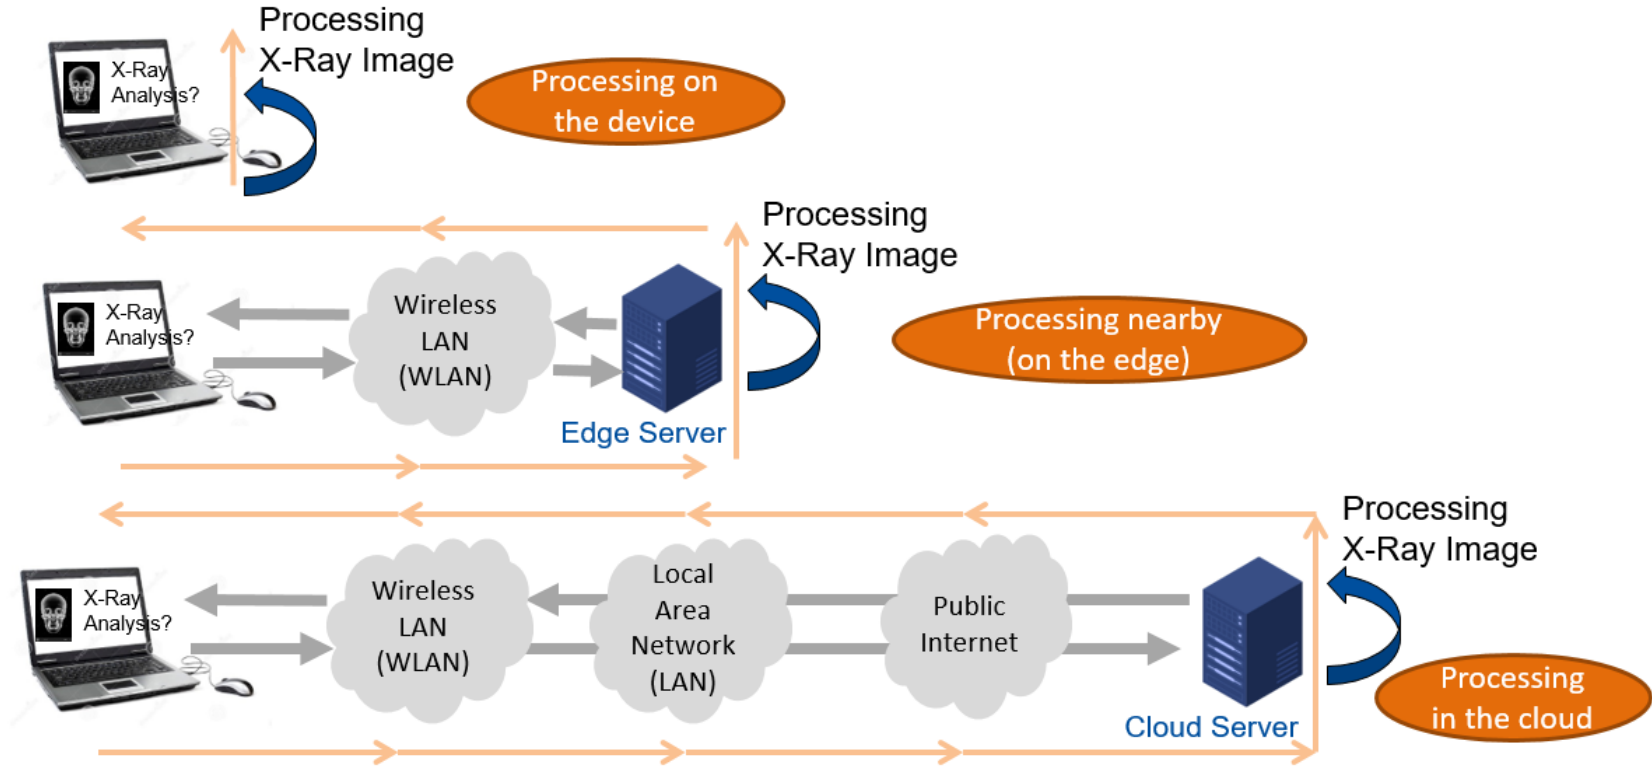 Processing
X-Ray Image
X-Ray
Analysis?
Processing on
the device
Processing
X-Ray Image
X-Ray
Analysis?
Wireless
LAN
(WLAN)
Edge Server
Processing nearby
(on the edge)
Processing
X-Ray Image
X-Ray
Analysis?
Wireless
LAN
(WLAN)
Local
Area
Network
(LAN)
Public
Internet
Cloud Server
Processing
in the cloud